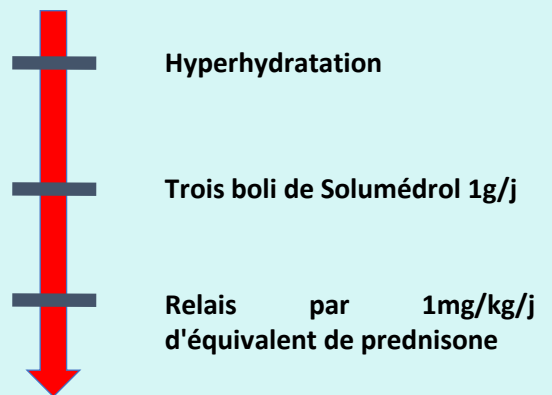 Hyperhydratation
Trois boli de Solumédrol 1g/j
Relais par 1mg/kg/j
d'équivalent de prednisone